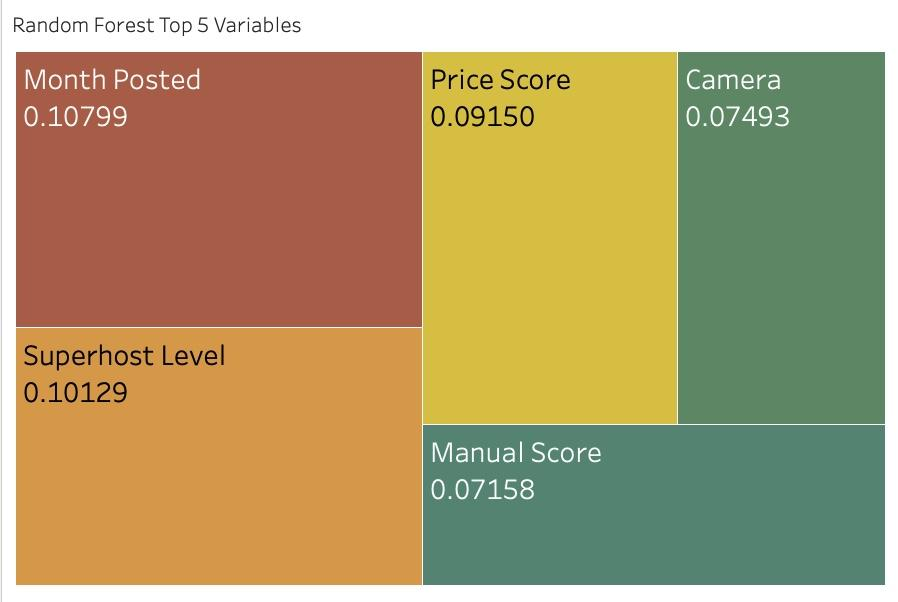 Random Forest Top 5 Variables
Month Posted
0.10799
Superhost Level
0.10129
Price Score
0.09150
Camera
0.07493
Manual Score
0.07158